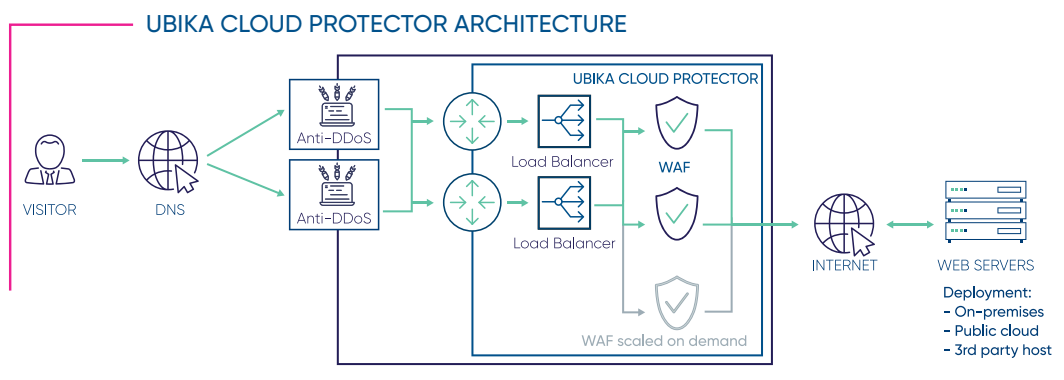 UBIKA CLOUD PROTECTOR ARCHITECTURE
UBIKA CLOUD PROTECTOR
Anti-DDoS
Load Balancer
WAF
VISITOR
DNS
Anti-DDoS
Load Balancer
INTERNET
WEB SERVERS
Deployment:
- On-premises
- Public cloud
- 3rd party host
WAF scaled on demand